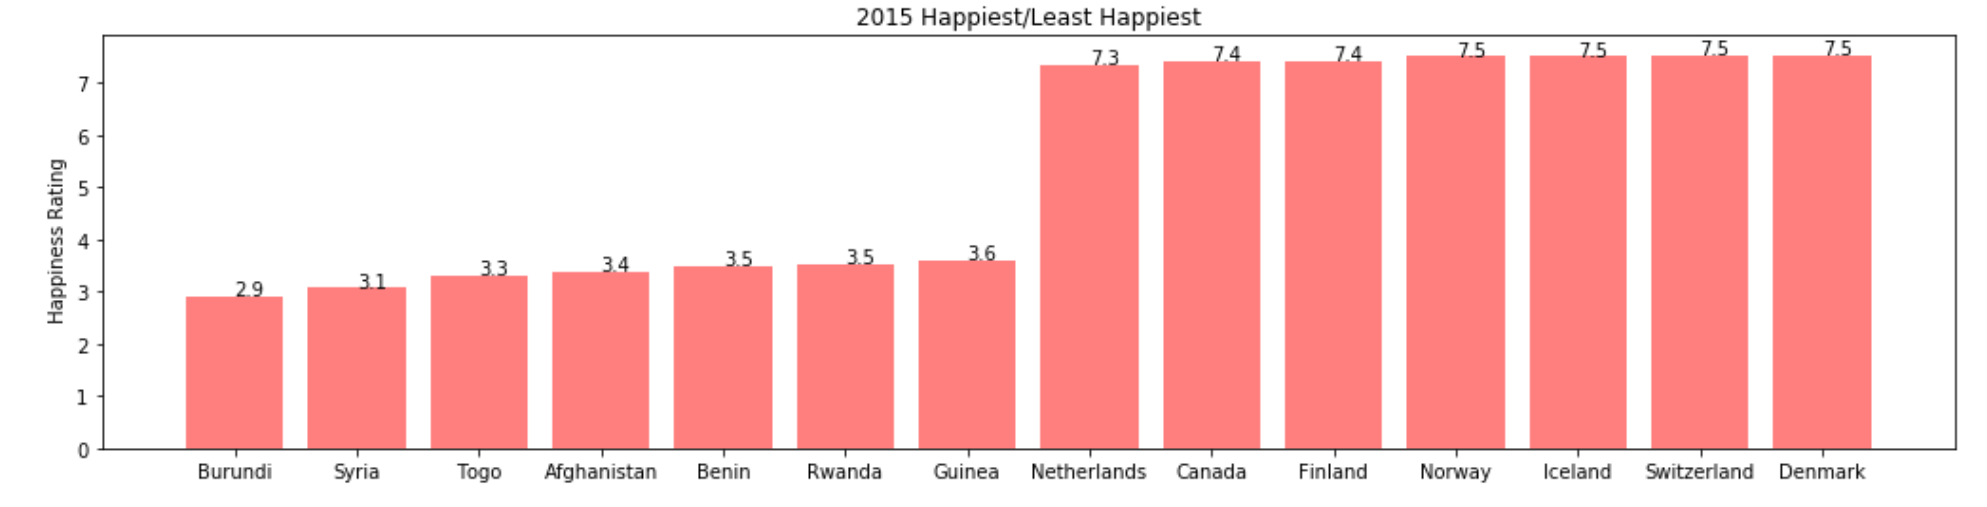 2015 Happiest/Least Happiest
Happiness Rating
7
6
5
4
3
2
1
0
2.9
3.1
3.3
3.4
3.5
3.5
3.6
7.3
7.4
7.4
7.5
7.5
7.5
7.5
Burundi
Syria
Togo
Afghanistan
Benin
Rwanda
Guinea
Netherlands
Canada
Finland
Norway
Iceland
Switzerland
Denmark